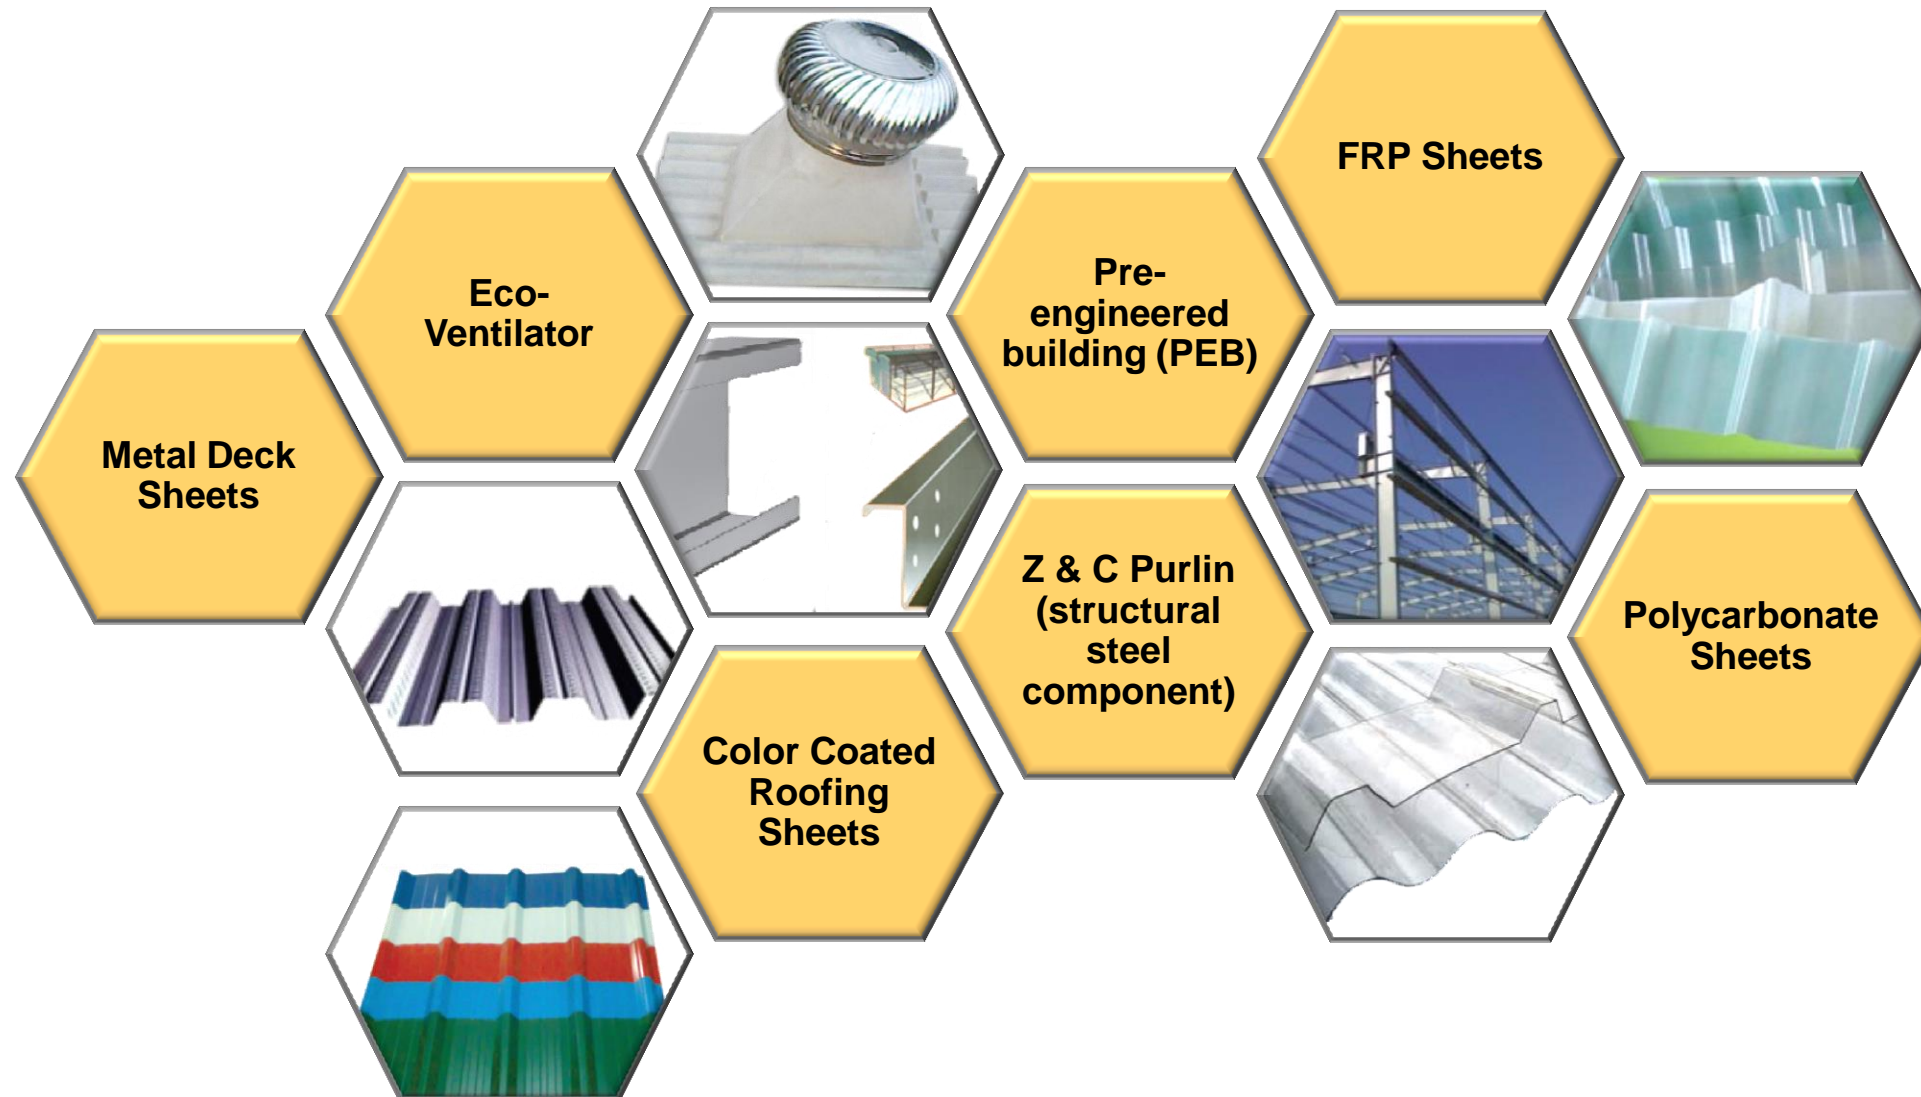 FRP Sheets
Eco-
Ventilator
Pre-
engineered
building (PEB)
Metal Deck
Sheets
Z & C Purlin
(structural
steel
component)
Polycarbonate
Sheets
Color Coated
Roofing
Sheets